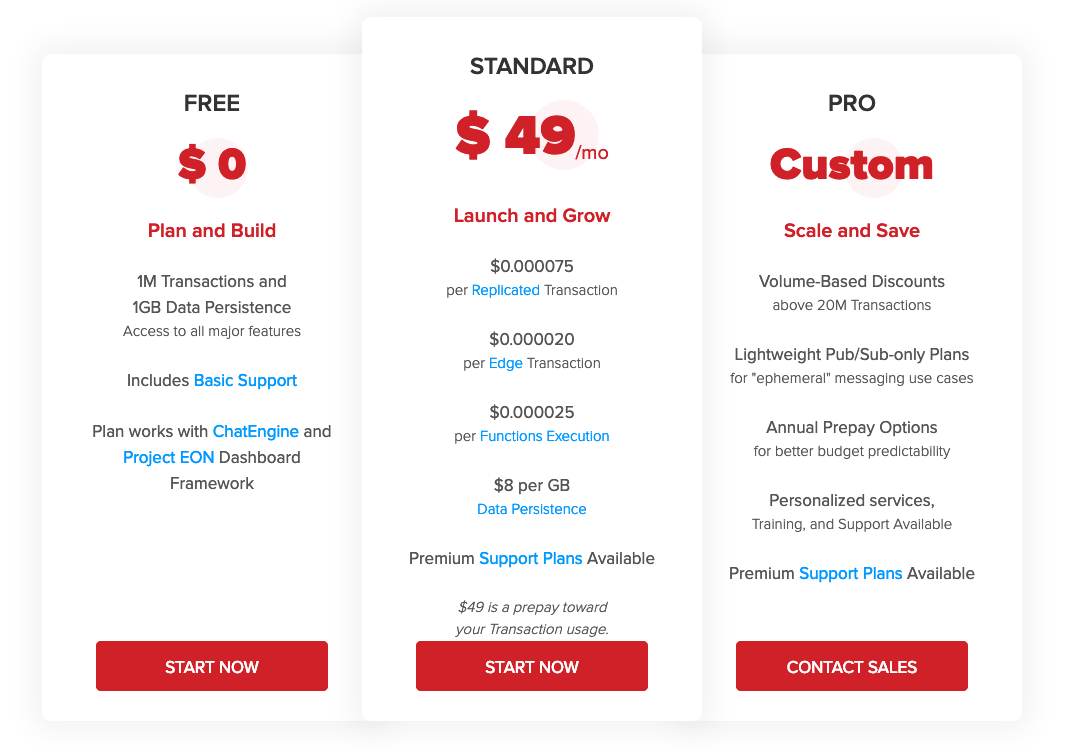 FREE
$ 0
Plan and Build
1M Transactions and
1GB Data Persistence
Access to all major features
Includes Basic Support
Plan works with ChatEngine and
Project EON Dashboard
Framework
START NOW
STANDARD
$ 49/mo
Launch and Grow
$0.000075
per Replicated Transaction
$0.000020
per Edge Transaction
$0.000025
per Functions Execution
$8 per GB
Data Persistence
Premium Support Plans Available
$49 is a prepay toward
your Transaction usage.
START NOW
PRO
Custom
Scale and Save
Volume-Based Discounts
above 20M Transactions
Lightweight Pub/Sub-only Plans
for "ephemeral" messaging use cases
Annual Prepay Options
for better budget predictability
Personalized services,
Training, and Support Available
Premium Support Plans Available
CONTACT SALES